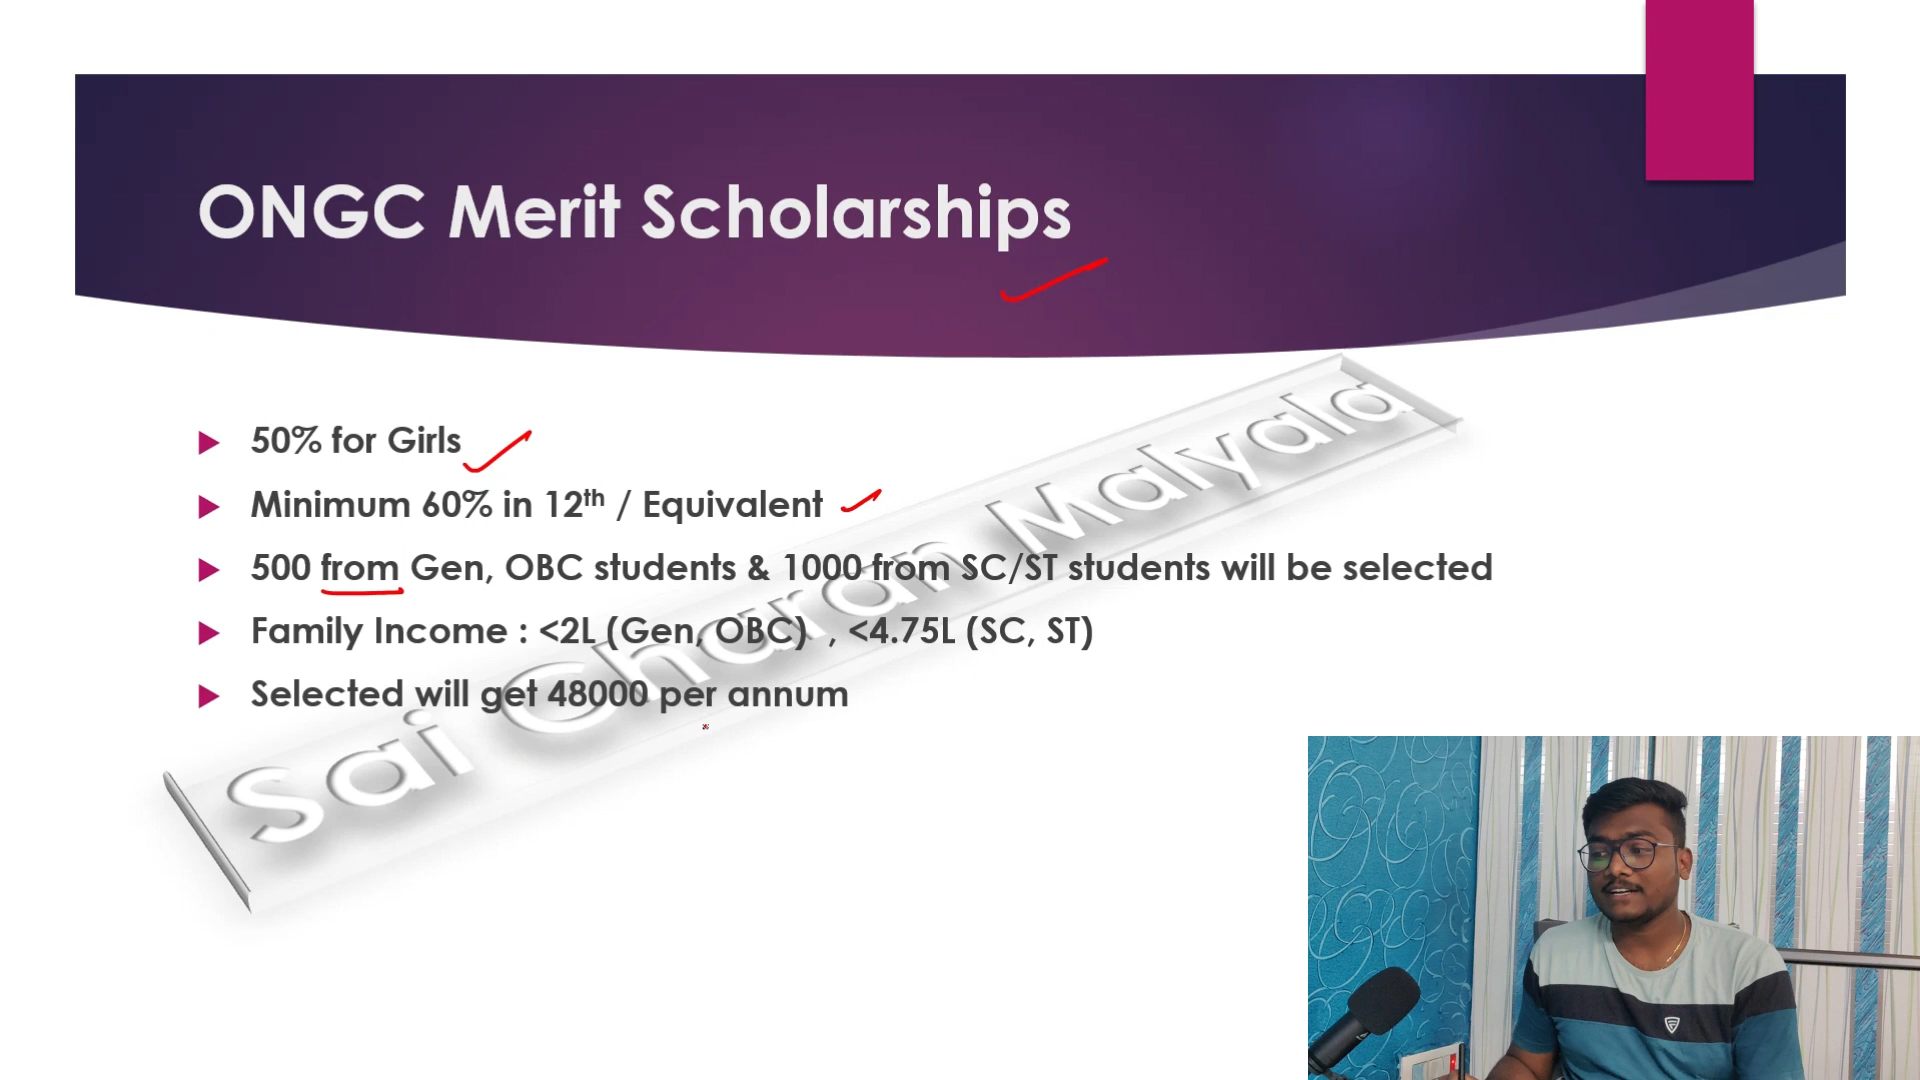 ONGC Merit Scholarships
50% for Girls
Minimum 60% in 12th / Equivalent
500 from Gen, OBC students & 1000 from SC/ST students will be selected
Family Income : <2L (Gen, OBC) , <4.75L (SC, ST)
Selected will get 48000 per annum
Sai Charan Malyala